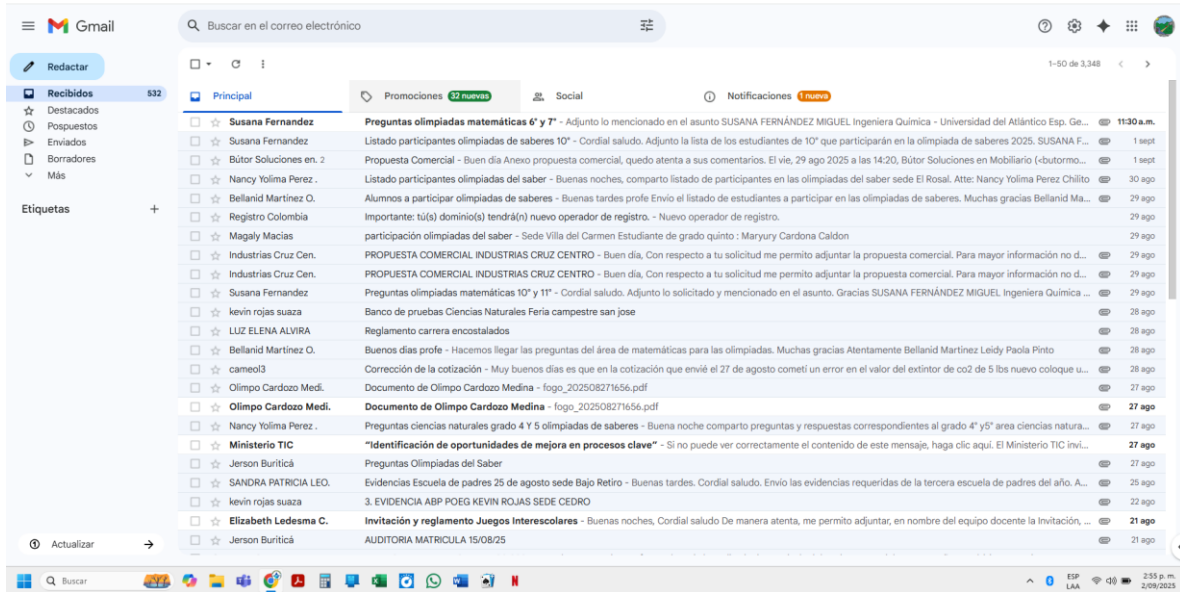 Gmail
Buscar en el correo electrónico
Redactar
1–50 de 3,348
Recibidos 532
Destacados
Pospuestos
Enviados
Borradores
Más
Etiquetas
Principal
Promociones 32 nuevas
Social
Notificaciones 1 nueva
Susana Fernandez Preguntas olimpiadas matemáticas 6° y 7° - Adjunto lo mencionado en el asunto SUSANA FERNÁNDEZ MIGUEL Ingeniera Química - Universidad del Atlántico Esp. Ge... 11:30 a.m.
Susana Fernandez Listado participantes olimpiadas de saberes 10° - Cordial saludo. Adjunto la lista de los estudiantes de 10° que participarán en la olimpiada de saberes 2025. SUSANA F... 1 sept
Bútor Soluciones en. 2 Propuesta Comercial - Buen día Anexo propuesta comercial, quedo atenta a sus comentarios. El vie, 29 ago 2025 a las 14:20, Bútor Soluciones en Mobiliario (<butormo... 1 sept
Nancy Yolima Perez . Listado participantes olimpiadas del saber - Buenas noches, comparto listado de participantes en las olimpiadas del saber sede El Rosal. Atte: Nancy Yolima Perez Chilito 30 ago
Bellanid Martínez O. Alumnos a participar olimpiadas de saberes - Buenas tardes profe Envío el listado de estudiantes a participar en las olimpiadas de saberes. Muchas gracias Bellanid Ma... 29 ago
Registro Colombia Importante: tú(s) dominio(s) tendrá(n) nuevo operador de registro. - Nuevo operador de registro. 29 ago
Magaly Macias participación olimpiadas del saber - Sede Villa del Carmen Estudiante de grado quinto : Maryury Cardona Caldon 29 ago
Industrias Cruz Cen. PROPUESTA COMERCIAL INDUSTRIAS CRUZ CENTRO - Buen día, Con respecto a tu solicitud me permito adjuntar la propuesta comercial. Para mayor información no d... 29 ago
Industrias Cruz Cen. PROPUESTA COMERCIAL INDUSTRIAS CRUZ CENTRO - Buen día, Con respecto a tu solicitud me permito adjuntar la propuesta comercial. Para mayor información no d... 29 ago
Susana Fernandez Preguntas olimpiadas matemáticas 10° y 11° - Cordial saludo. Adjunto lo solicitado y mencionado en el asunto. Gracias SUSANA FERNÁNDEZ MIGUEL Ingeniera Química ... 29 ago
kevin rojas suaza Banco de pruebas Ciencias Naturales Feria campestre san jose 28 ago
LUZ ELENA ALVIRA Reglamento carrera encostalados 28 ago
Bellanid Martínez O. Buenos dias profe - Hacemos llegar las preguntas del área de matemáticas para las olimpiadas. Muchas gracias Atentamente Bellanid Martinez Leidy Paola Pinto 28 ago
cameol3 Corrección de la cotización - Muy buenos días es que en la cotización que envié el 27 de agosto cometí un error en el valor del extintor de co2 de 5 lbs nuevo coloque u... 28 ago
Olimpo Cardozo Medi. Documento de Olimpo Cardozo Medina - fogo_202508271656.pdf 27 ago
Olimpo Cardozo Medi. Documento de Olimpo Cardozo Medina - fogo_202508271656.pdf 27 ago
Nancy Yolima Perez . Preguntas ciencias naturales grado 4 Y 5 olimpiadas de saberes - Buena noche comparto preguntas y respuestas correspondientes al grado 4° y5° area ciencias natura... 27 ago
Ministerio TIC “Identificación de oportunidades de mejora en procesos clave” - Si no puede ver correctamente el contenido de este mensaje, haga clic aquí. El Ministerio TIC invi... 27 ago
Jerson Buriticá Preguntas Olimpiadas del Saber 27 ago
SANDRA PATRICIA LEO. Evidencias Escuela de padres 25 de agosto sede Bajo Retiro - Buenas tardes. Cordial saludo. Envío las evidencias requeridas de la tercera escuela de padres del año. A... 25 ago
kevin rojas suaza 3. EVIDENCIA ABP POEG KEVIN ROJAS SEDE CEDRO 22 ago
Elizabeth Ledesma C. Invitación y reglamento Juegos Interescolares - Buenas noches, Cordial saludo De manera atenta, me permito adjuntar, en nombre del equipo docente la Invitación, ... 21 ago
Jerson Buriticá AUDITORIA MATRICULA 15/08/25 21 ago
Actualizar
Buscar
ESP
LAA
2:55 p. m.
2/09/2025